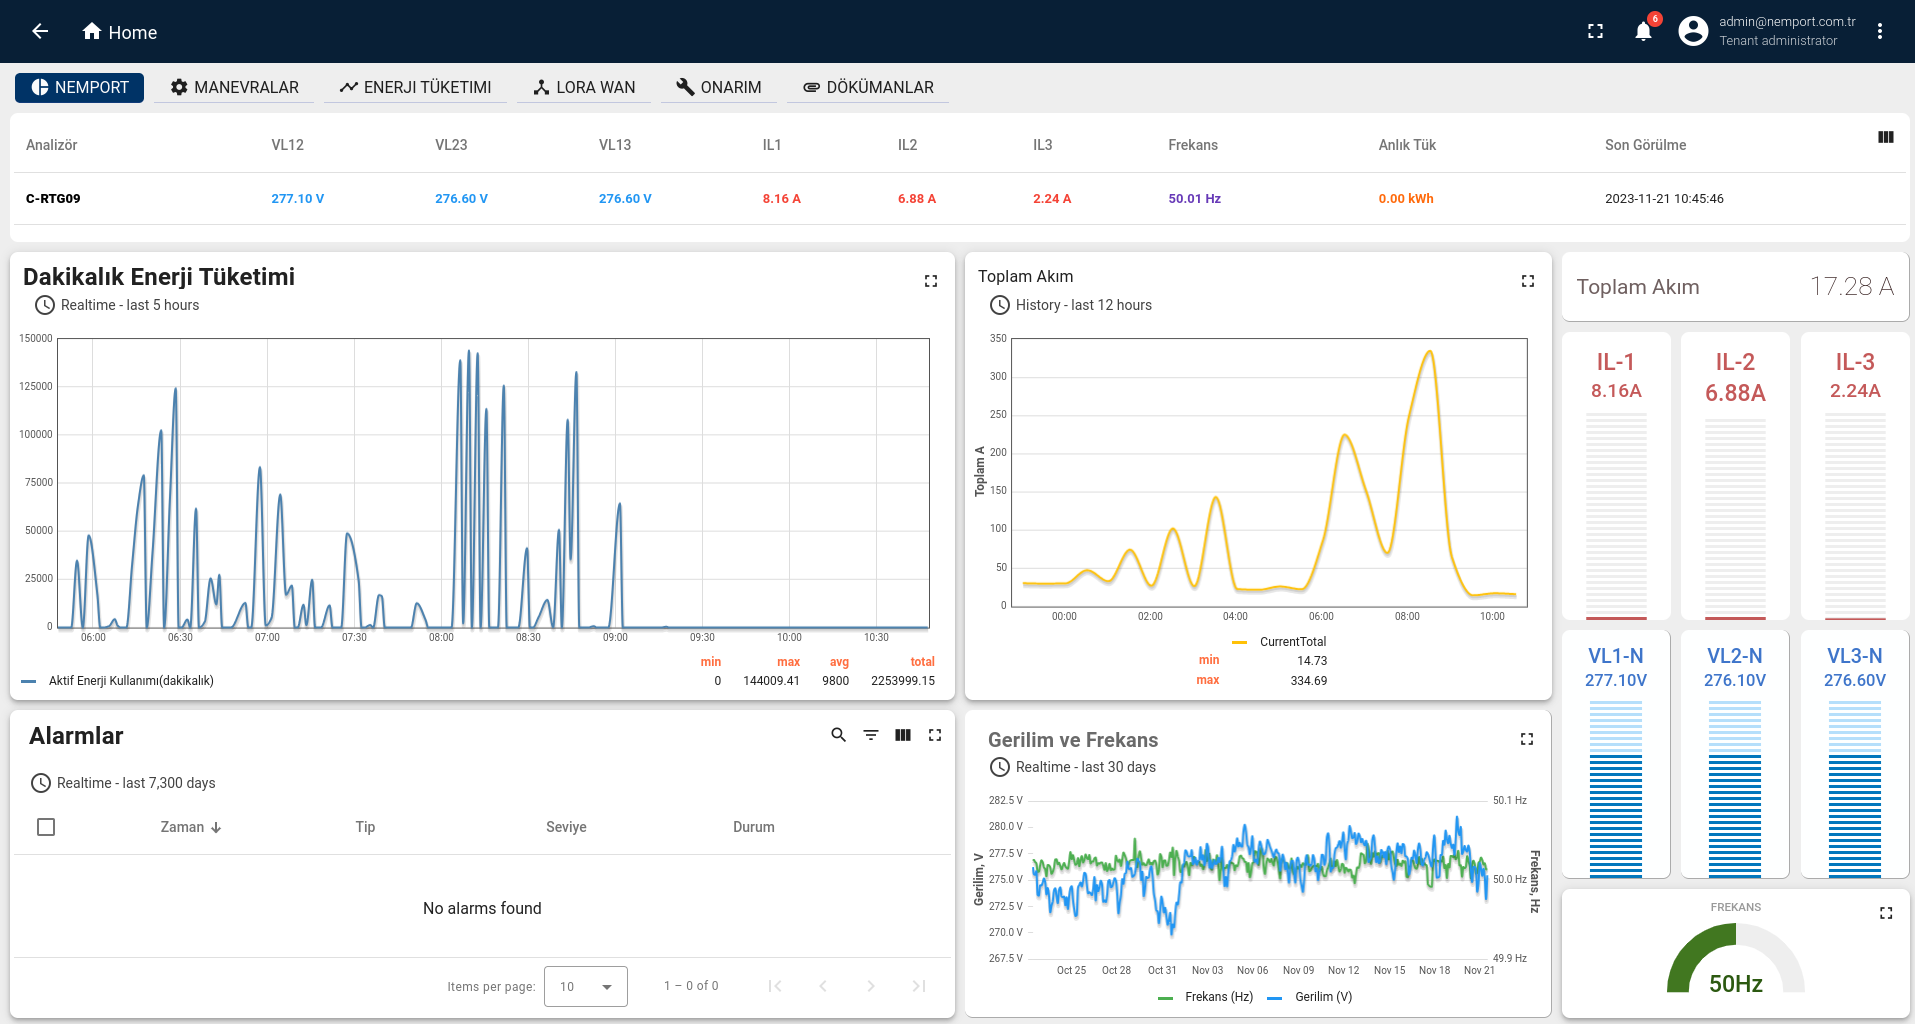 Home
6
admin@nemport.com.tr
Tenant administrator
NEMPORT MANEVRALAR ENERJİ TÜKETIMI LORA WAN ONARIM DÖKÜMANLAR
Analizör VL12 VL23 VL13 IL1 IL2 IL3 Frekans Anlık Tük Son Görülme
C-RTG09 277.10 V 276.60 V 276.60 V 8.16 A 6.88 A 2.24 A 50.01 Hz 0.00 kWh 2023-11-21 10:45:46
Dakikalık Enerji Tüketimi
Realtime - last 5 hours
150000
125000
100000
75000
50000
25000
0
06:00 06:30 07:00 07:30 08:00 08:30 09:00 09:30 10:00 10:30
min max avg total
Aktif Enerji Kullanımı(dakikalık) 0 144009.41 9800 2253999.15
Toplam Akım
History - last 12 hours
Toplam A
350
300
250
200
150
100
50
0
00:00 02:00 04:00 06:00 08:00 10:00
CurrentTotal
min 14.73
max 334.69
Toplam Akım 17.28 A
IL-1 IL-2 IL-3
8.16A 6.88A 2.24A
VL1-N VL2-N VL3-N
277.10V 276.10V 276.60V
Alarmlar
Realtime - last 7,300 days
Zaman Tip Seviye Durum
No alarms found
Items per page: 10 1 – 0 of 0
Gerilim ve Frekans
Realtime - last 30 days
Gerilim, V
282.5 V
280.0 V
277.5 V
275.0 V
272.5 V
270.0 V
267.5 V
50.1 Hz
50.0 Hz
49.9 Hz
Frekans, Hz
Oct 25 Oct 28 Oct 31 Nov 03 Nov 06 Nov 09 Nov 12 Nov 15 Nov 18 Nov 21
Frekans (Hz) Gerilim (V)
FREKANS
50Hz